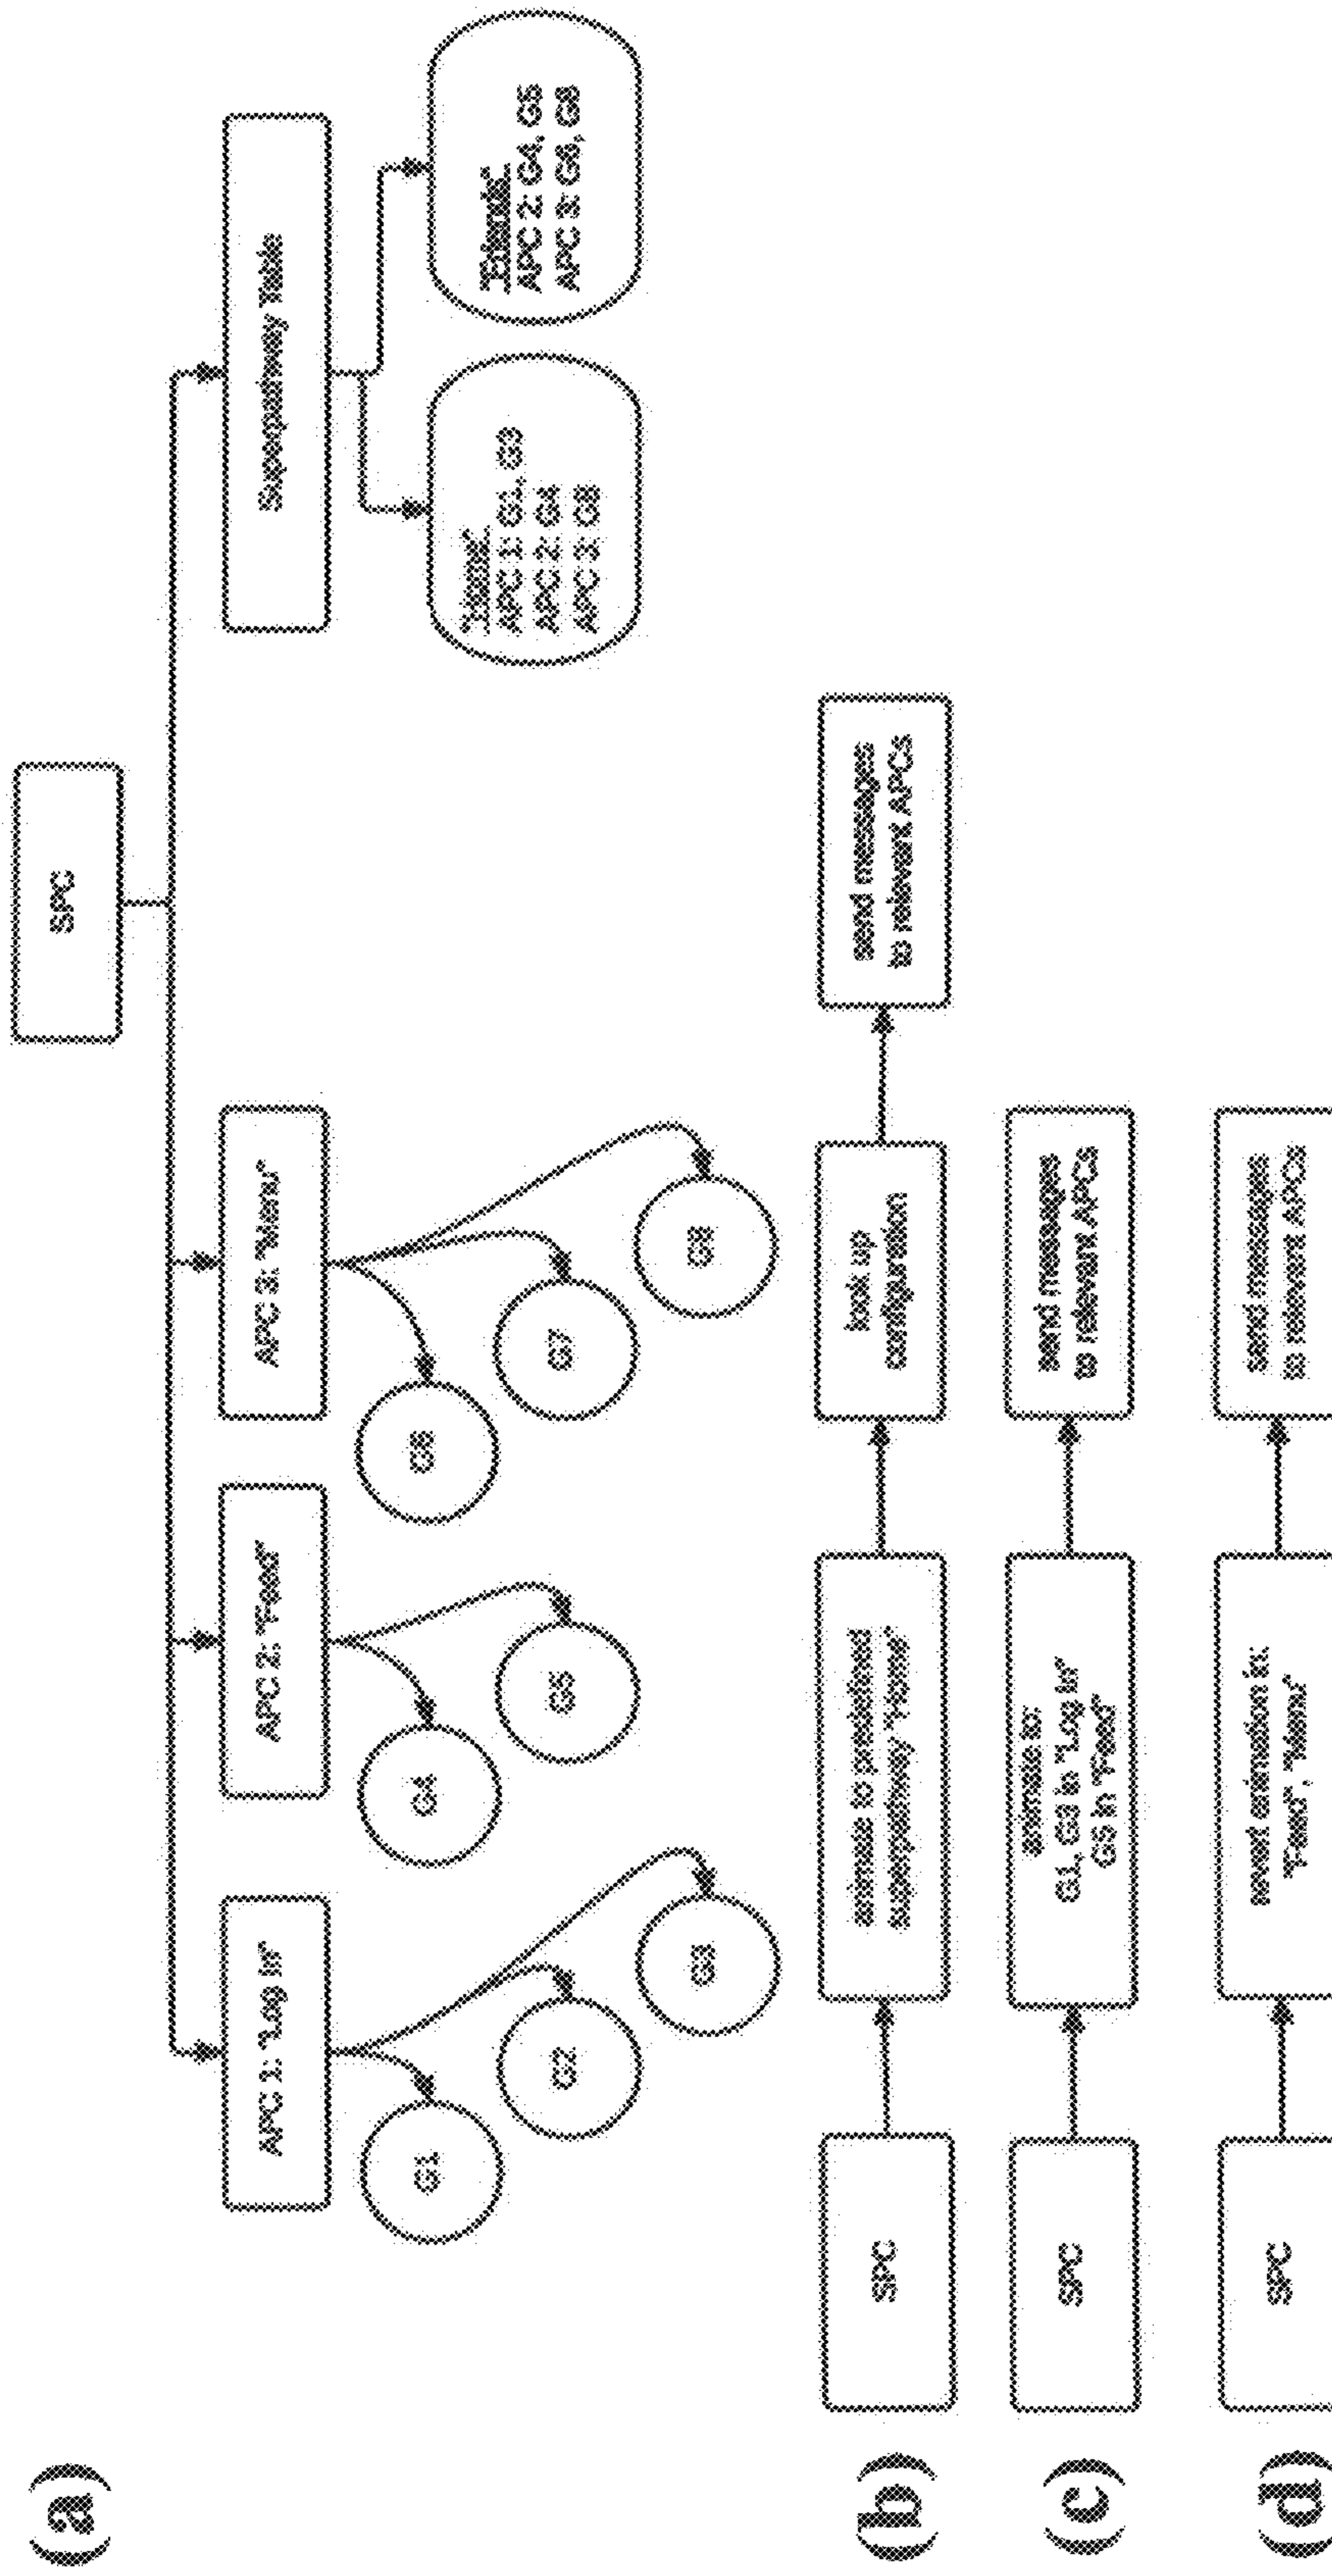 (a)
SPC
APC 1: "Log In"
APC 2: "Feed"
APC 3: "Menu"
Superpathway Table
G1
G2
G3
G4
G5
G6
G7
G8
"Home"
APC 1: G1, G3
APC 2: G4
APC 3: G8
APC 2: G4, G5
APC 3: G6, G8
(b)
SPC
animate to predefined
superpathway "Home"
look up
configuration
send messages
to relevant APCs
(c)
SPC
animate to:
G1, G3 in "Log In"
G5 in "Feed"
send messages
to relevant APCs
(d)
SPC
revert animation in:
"Feed", "Menu"
send messages
to relevant APCs